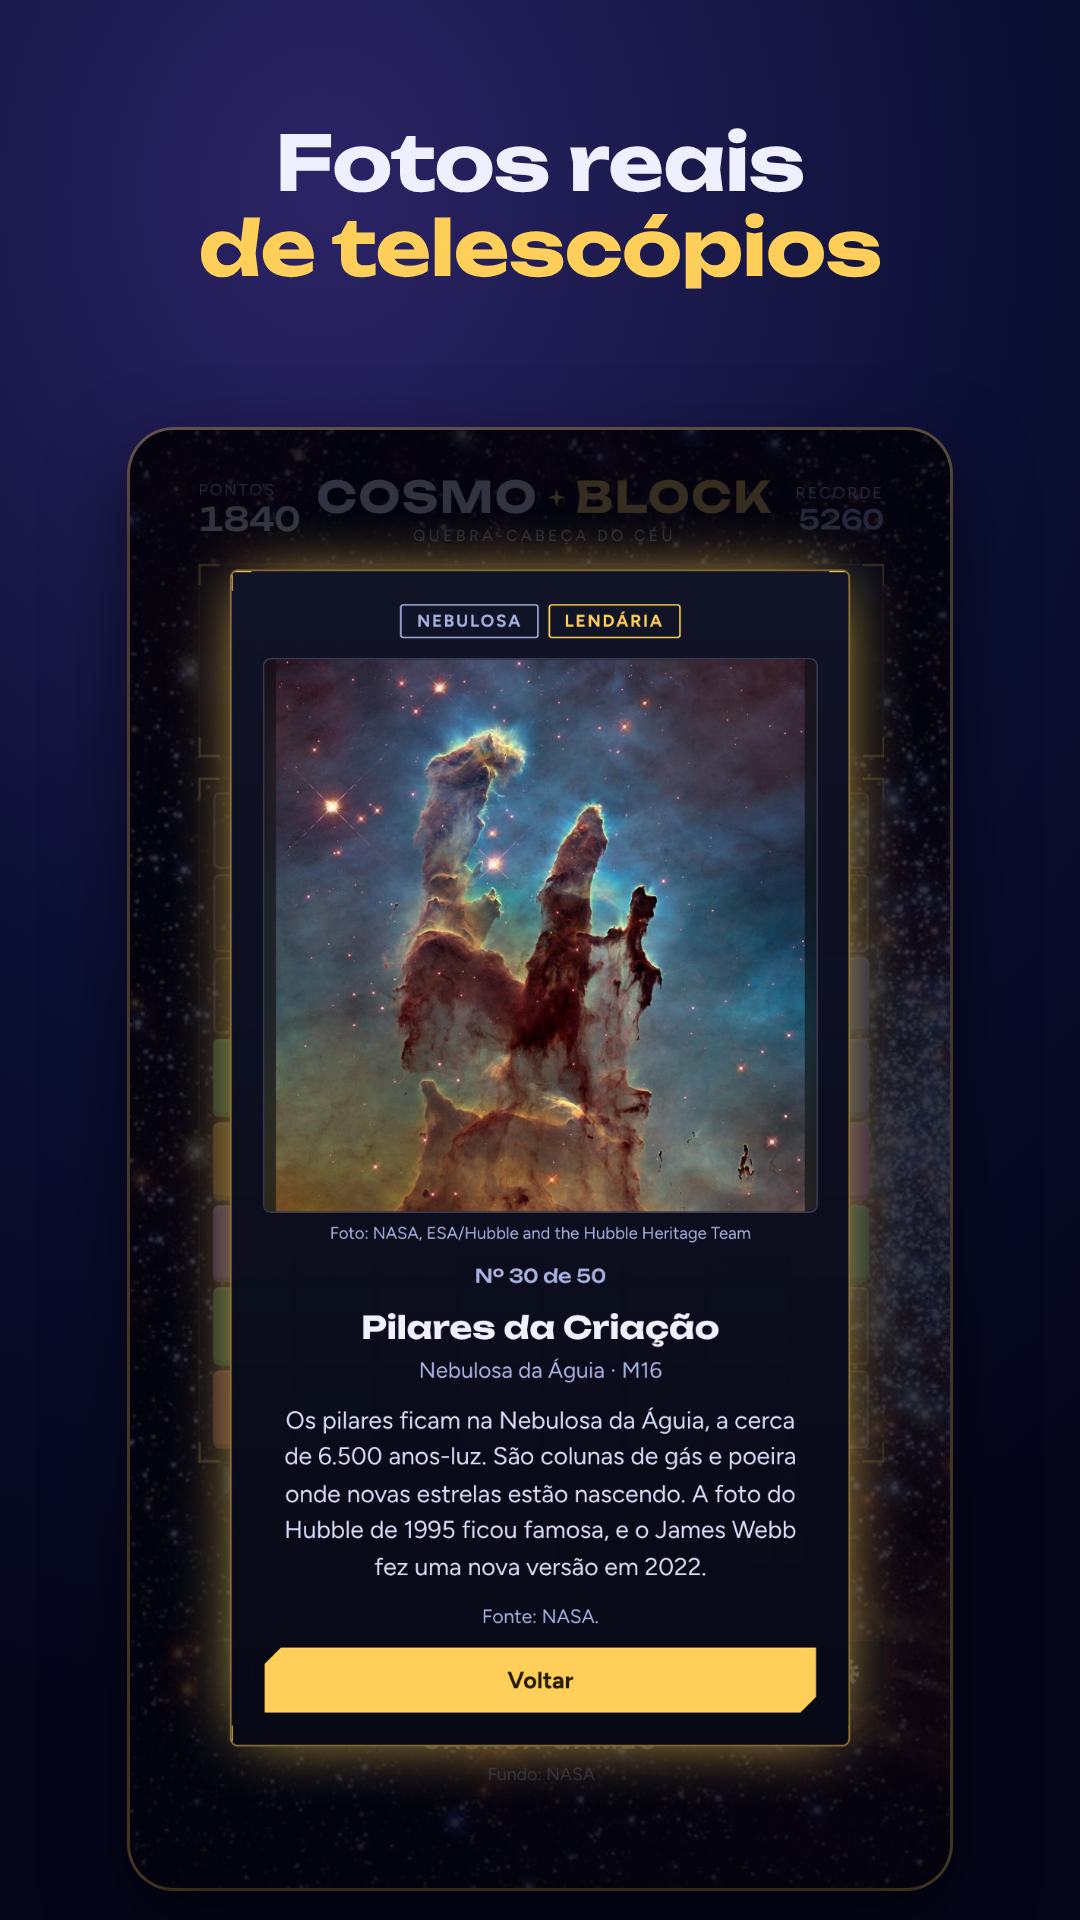 Fotos reais
de telescópios
PONTOS
1840
COSMO BLOCK
QUEBRA-CABEÇA DO CÉU
RECORDE
5260
NEBULOSA
LENDÁRIA
Foto: NASA, ESA/Hubble and the Hubble Heritage Team
Nº 30 de 50
Pilares da Criação
Nebulosa da Águia · M16
Os pilares ficam na Nebulosa da Águia, a cerca
de 6.500 anos-luz. São colunas de gás e poeira
onde novas estrelas estão nascendo. A foto do
Hubble de 1995 ficou famosa, e o James Webb
fez uma nova versão em 2022.
Fonte: NASA.
Voltar
Fundo: NASA